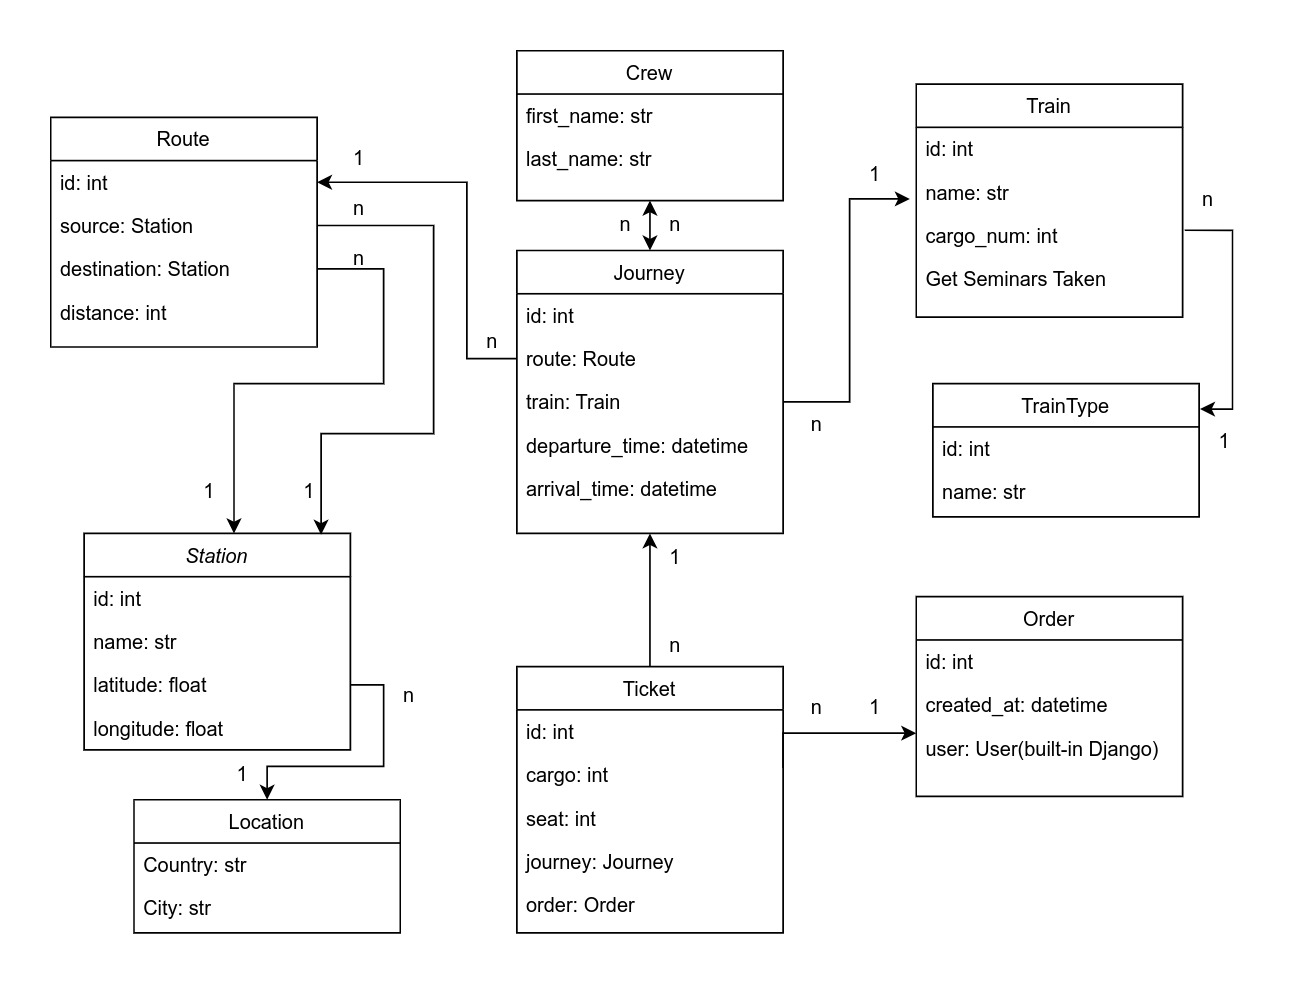 Crew
first_name: str
last_name: str
Train
id: int
name: str
cargo_num: int
Get Seminars Taken
Route
id: int
source: Station
destination: Station
distance: int
1
n
n
n
n
1
n
Journey
id: int
route: Route
train: Train
departure_time: datetime
arrival_time: datetime
n
n
1
TrainType
id: int
name: str
1
1
1
Station
id: int
name: str
latitude: float
longitude: float
n
1
Location
Country: str
City: str
1
n
Ticket
id: int
cargo: int
seat: int
journey: Journey
order: Order
n
1
Order
id: int
created_at: datetime
user: User(built-in Django)